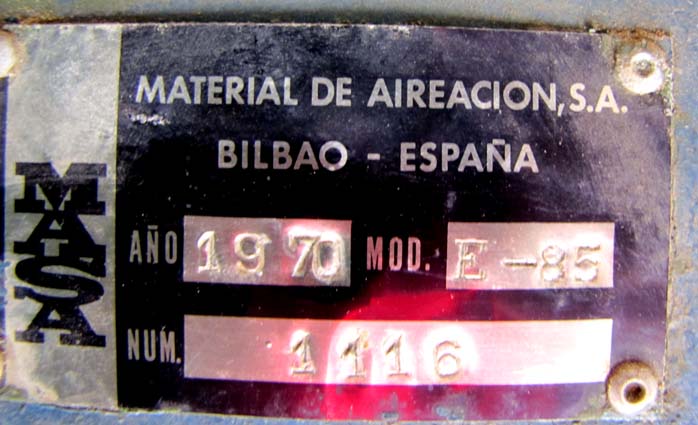 MASA
MATERIAL DE AIREACION, S.A.
BILBAO - ESPAÑA
AÑO 1970 MOD. E-85
NUM. 1116